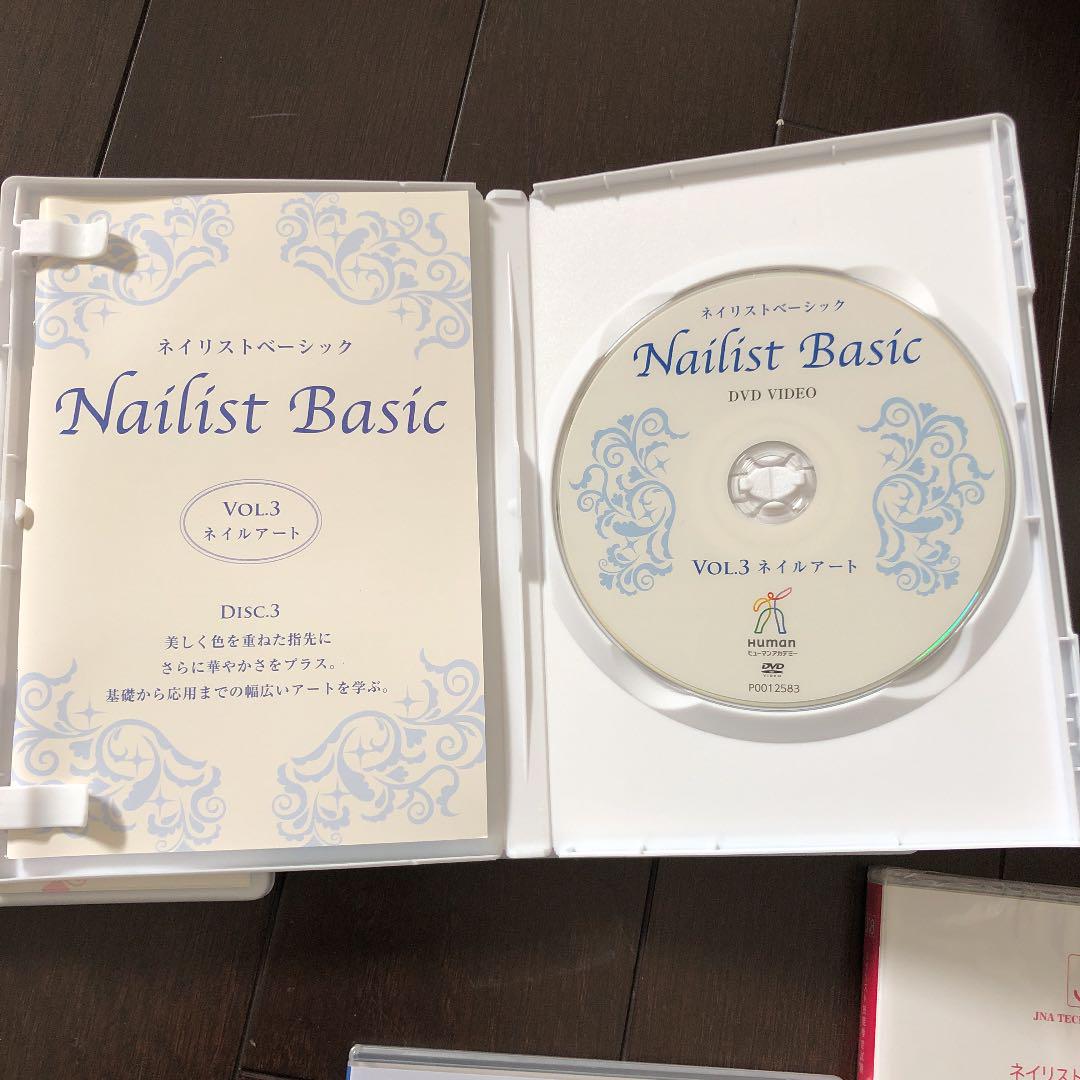 ネイリストベーシック
Nailist Basic
VOL.3
ネイルアート
DISC.3
美しく色を重ねた指先に
さらに華やかさをプラス。
基礎から応用までの幅広いアートを学ぶ。
ネイリストベーシック
Nailist Basic
DVD VIDEO
VOL.3 ネイルアート
Human
ヒューマンアカデミー
DVD
VIDEO
P0012583
JNA TEC
ネイリスト